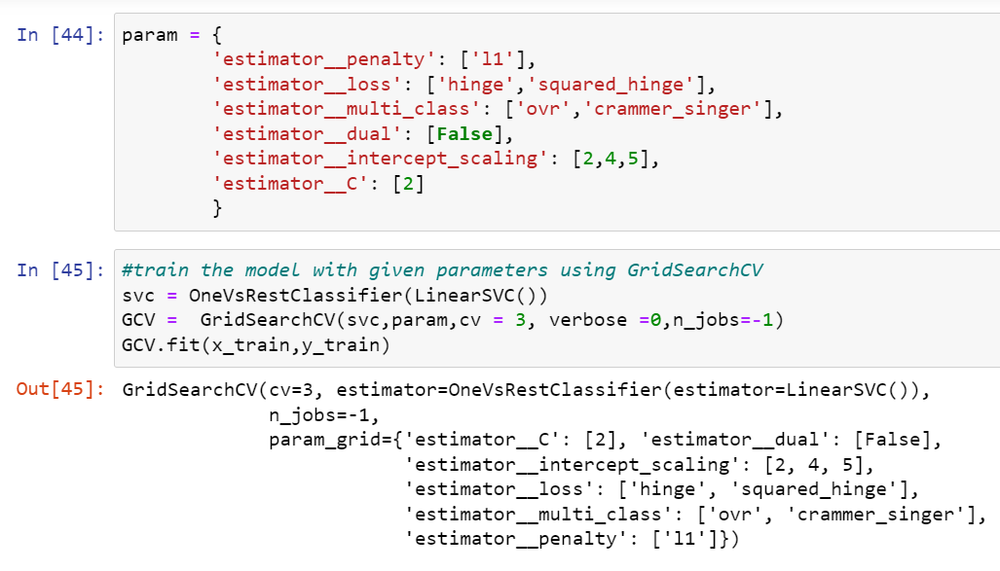 In [44]: param = {
'estimator__penalty': ['l1'],
'estimator__loss': ['hinge','squared_hinge'],
'estimator__multi_class': ['ovr','crammer_singer'],
'estimator__dual': [False],
'estimator__intercept_scaling': [2,4,5],
'estimator__C': [2]
}
In [45]: #train the model with given parameters using GridSearchCV
svc = OneVsRestClassifier(LinearSVC())
GCV =  GridSearchCV(svc,param,cv = 3, verbose =0,n_jobs=-1)
GCV.fit(x_train,y_train)
Out[45]: GridSearchCV(cv=3, estimator=OneVsRestClassifier(estimator=LinearSVC()),
n_jobs=-1,
param_grid={'estimator__C': [2], 'estimator__dual': [False],
'estimator__intercept_scaling': [2, 4, 5],
'estimator__loss': ['hinge', 'squared_hinge'],
'estimator__multi_class': ['ovr', 'crammer_singer'],
'estimator__penalty': ['l1']})